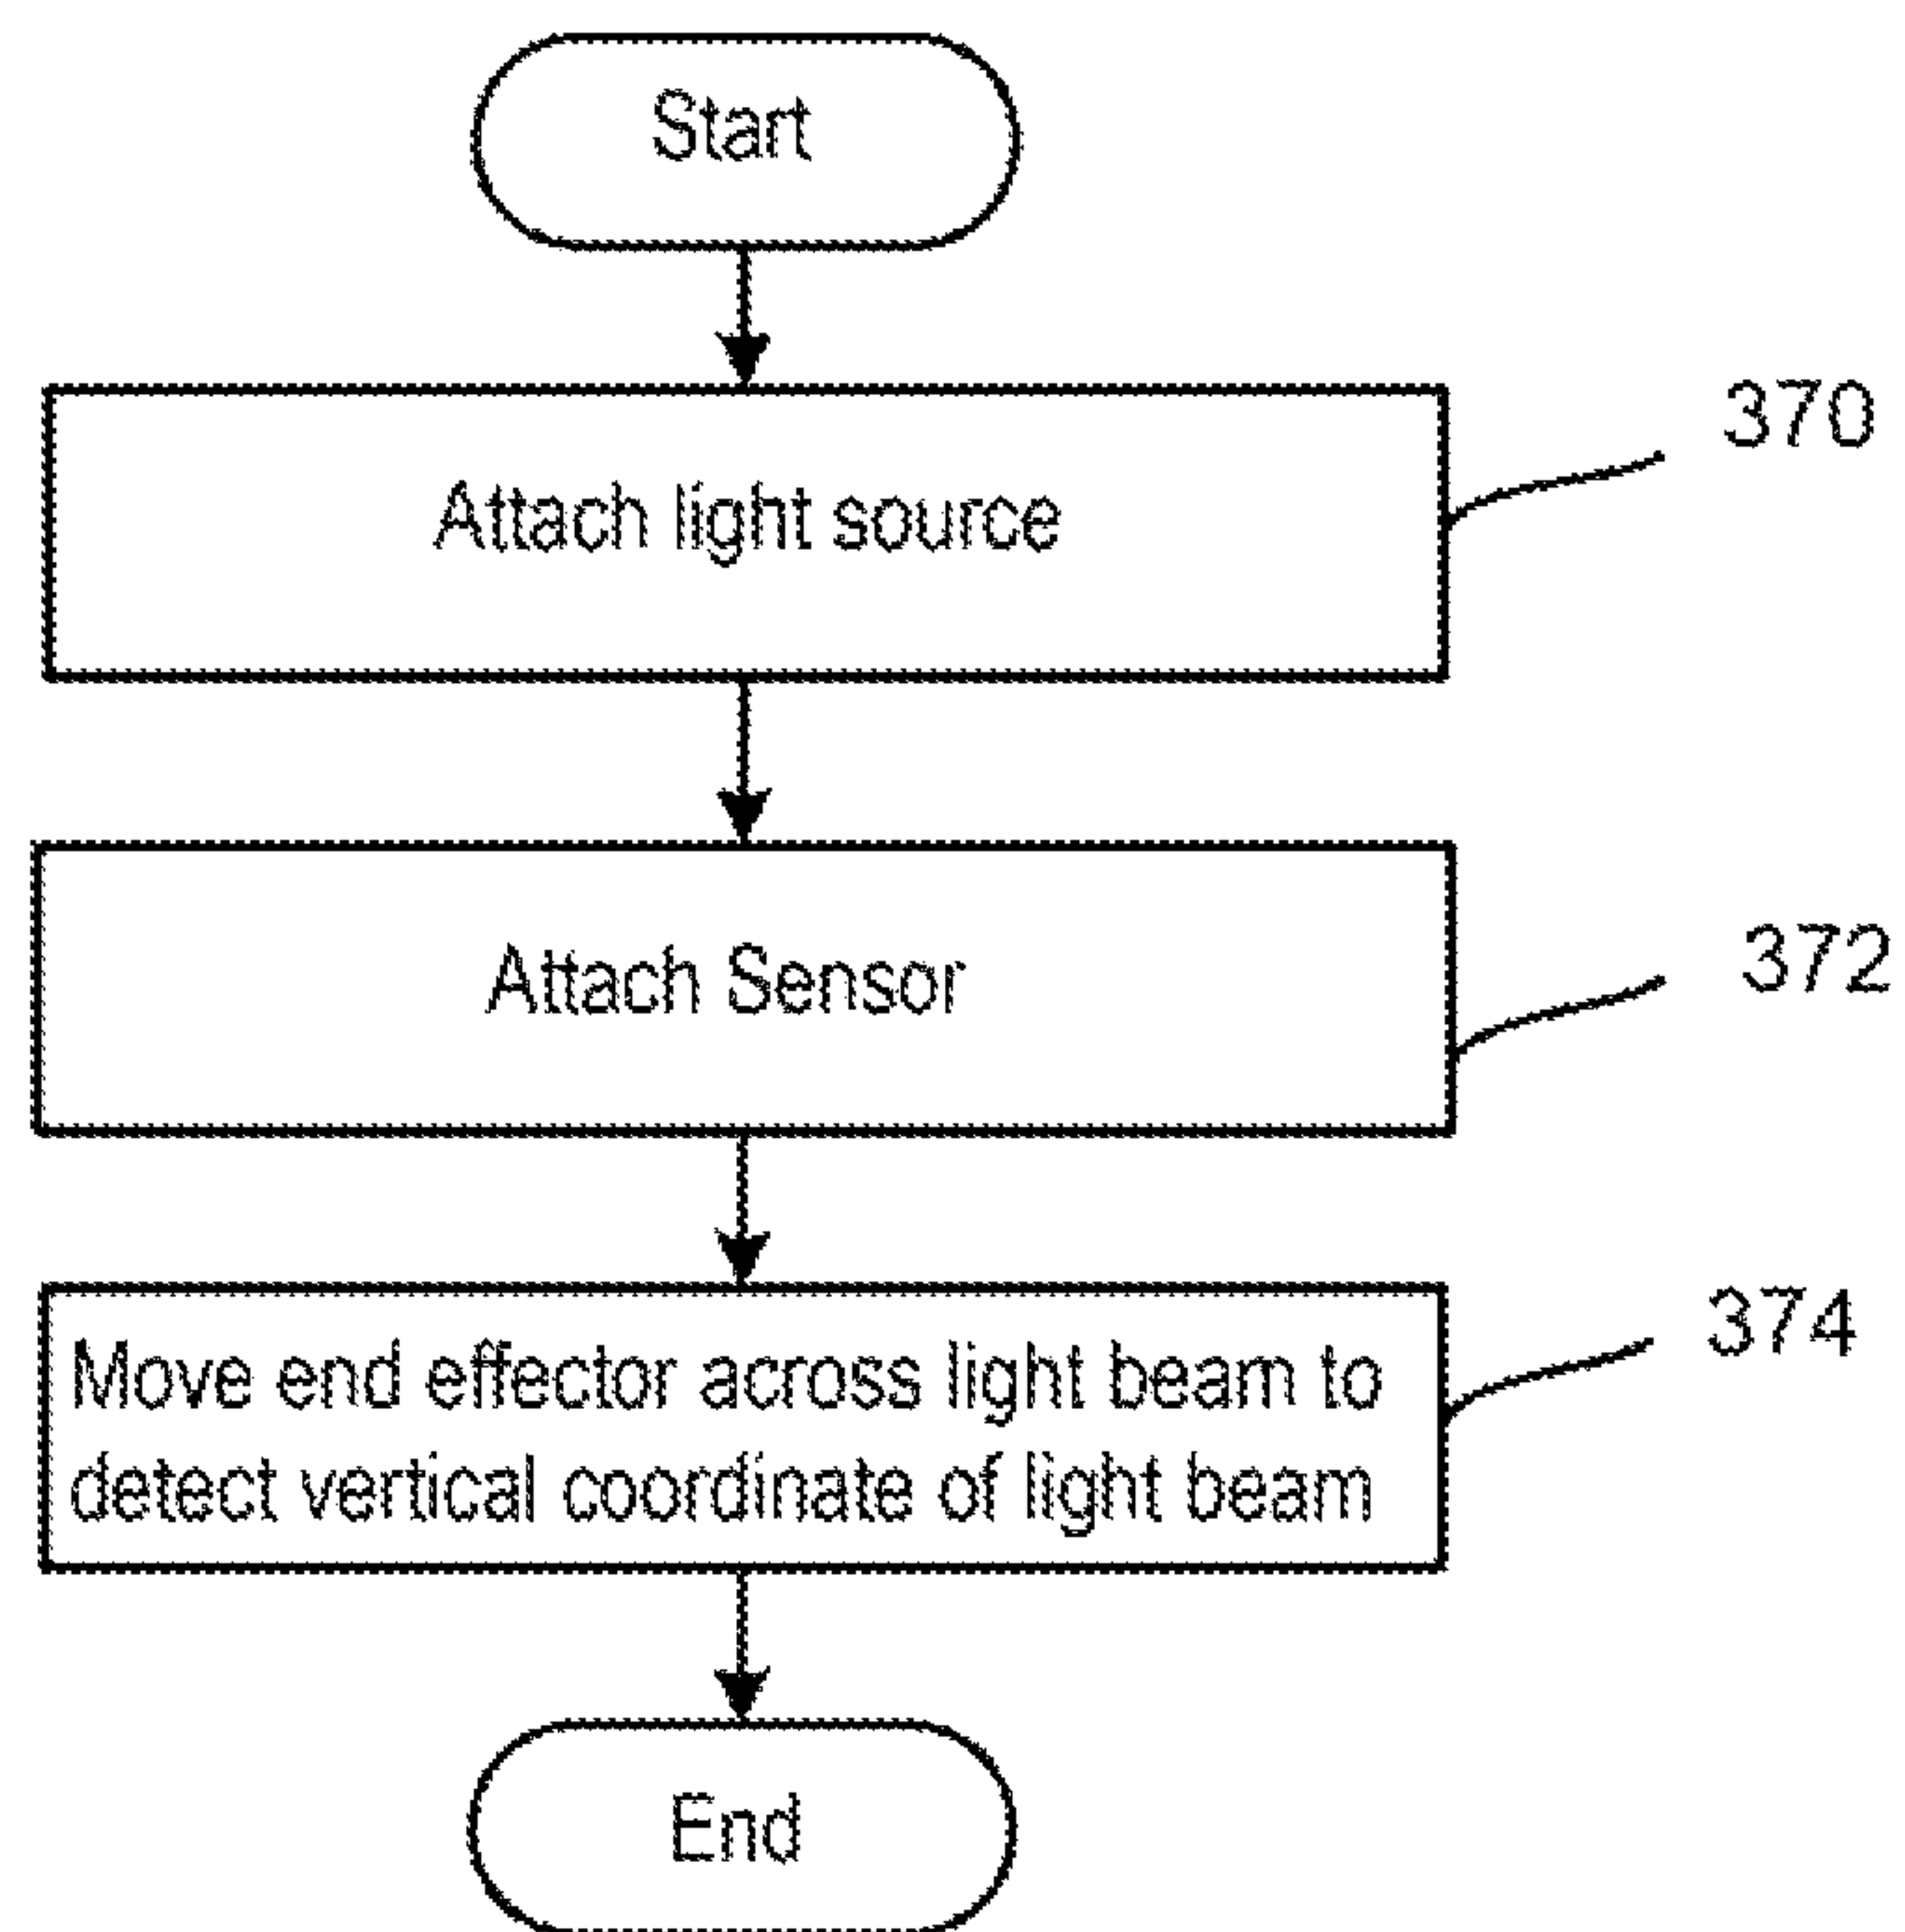 Start
370
Attach light source
372
Attach Sensor
374
Move end effector across light beam to
detect vertical coordinate of light beam
End